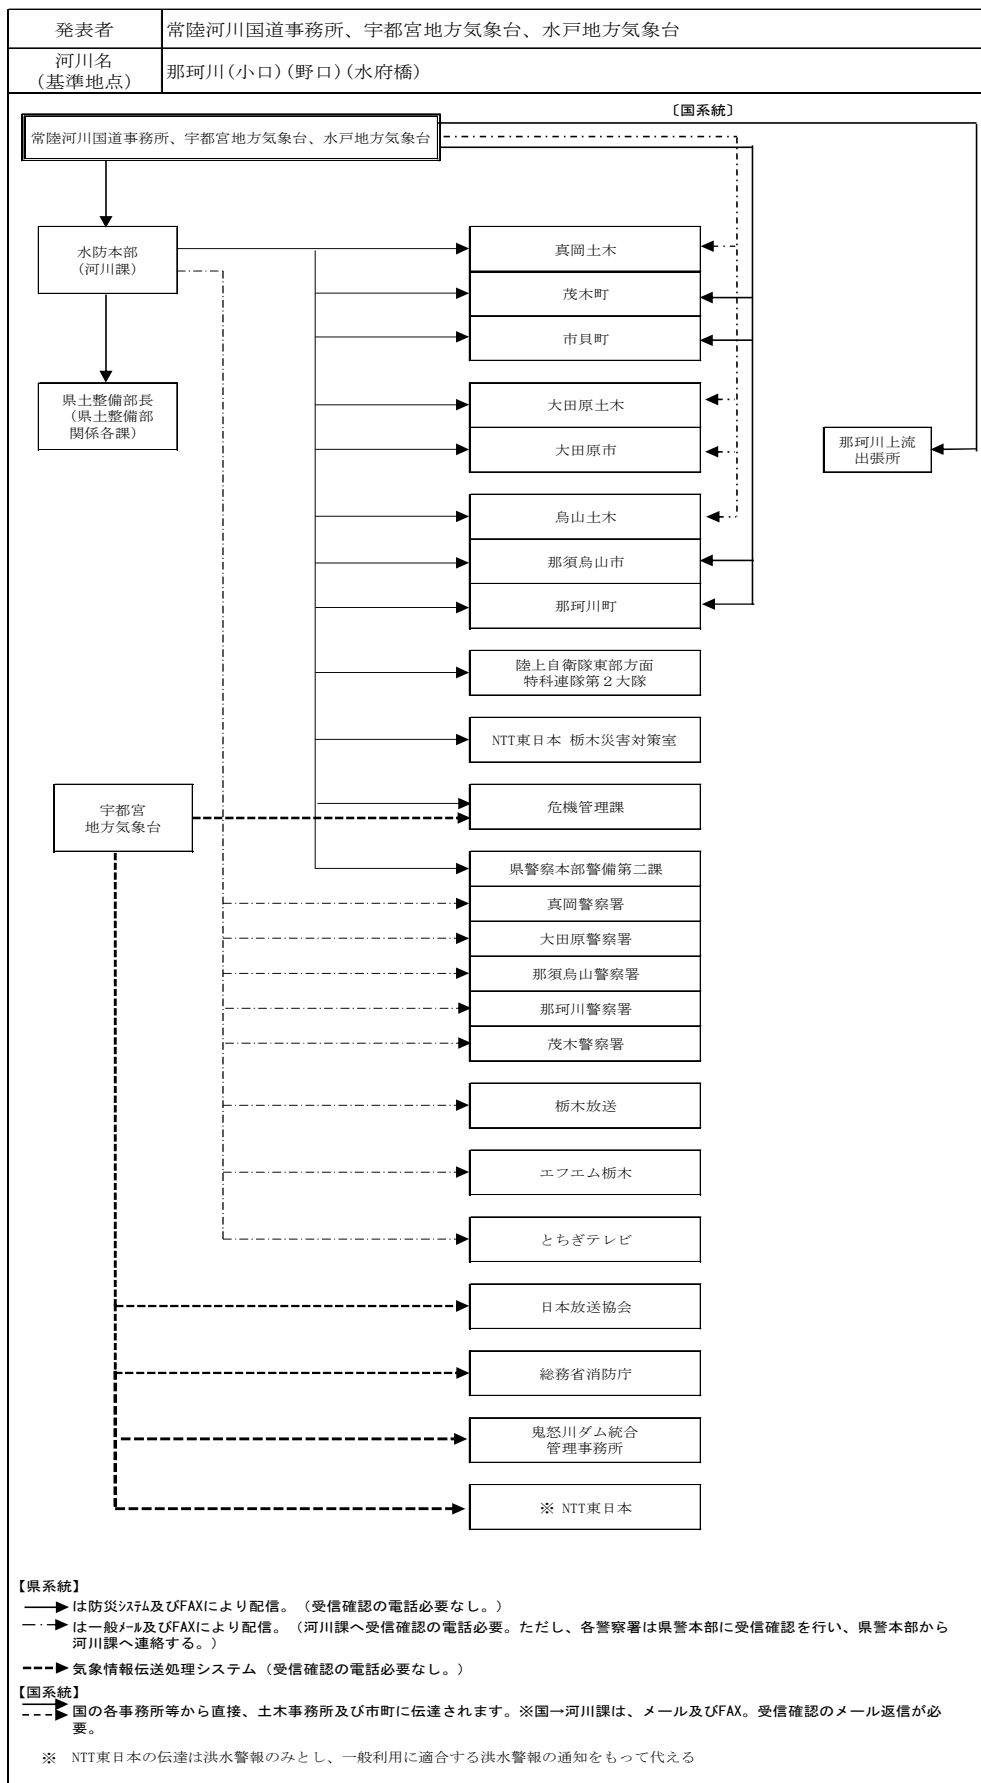 発表者
常陸河川国道事務所、宇都宮地方気象台、水戸地方気象台
河川名
(基準地点)
那珂川(小口)(野口)(水府橋)
〔国系統〕
常陸河川国道事務所、宇都宮地方気象台、水戸地方気象台
水防本部
(河川課)
真岡土木
茂木町
市貝町
県土整備部長
(県土整備部
関係各課)
大田原土木
大田原市
那珂川上流
出張所
烏山土木
那須烏山市
那珂川町
陸上自衛隊東部方面
特科連隊第2大隊
NTT東日本 栃木災害対策室
宇都宮
地方気象台
危機管理課
県警察本部警備第二課
真岡警察署
大田原警察署
那須烏山警察署
那珂川警察署
茂木警察署
栃木放送
エフエム栃木
とちぎテレビ
日本放送協会
総務省消防庁
鬼怒川ダム統合
管理事務所
※ NTT東日本
【県系統】
は防災ｼｽﾃﾑ及びFAXにより配信。(受信確認の電話必要なし。)
は一般ﾒｰﾙ及びFAXにより配信。(河川課へ受信確認の電話必要。ただし、各警察署は県警本部に受信確認を行い、県警本部から
河川課へ連絡する。)
気象情報伝送処理システム(受信確認の電話必要なし。)
【国系統】
国の各事務所等から直接、土木事務所及び市町に伝達されます。※国→河川課は、メール及びFAX。受信確認のメール返信が必
要。
※ NTT東日本の伝達は洪水警報のみとし、一般利用に適合する洪水警報の通知をもって代える